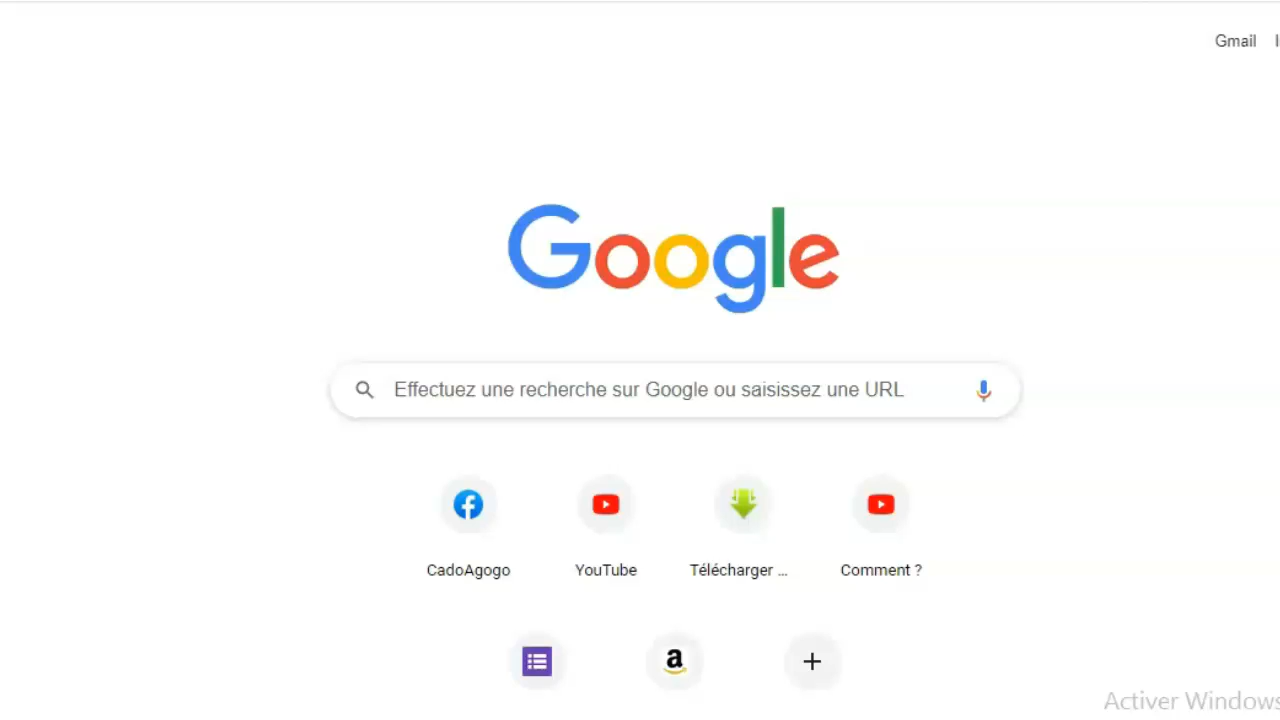 Gmail
Google
Effectuez une recherche sur Google ou saisissez une URL
CadoAgogo
YouTube
Télécharger ...
Comment ?
a
Activer Windows